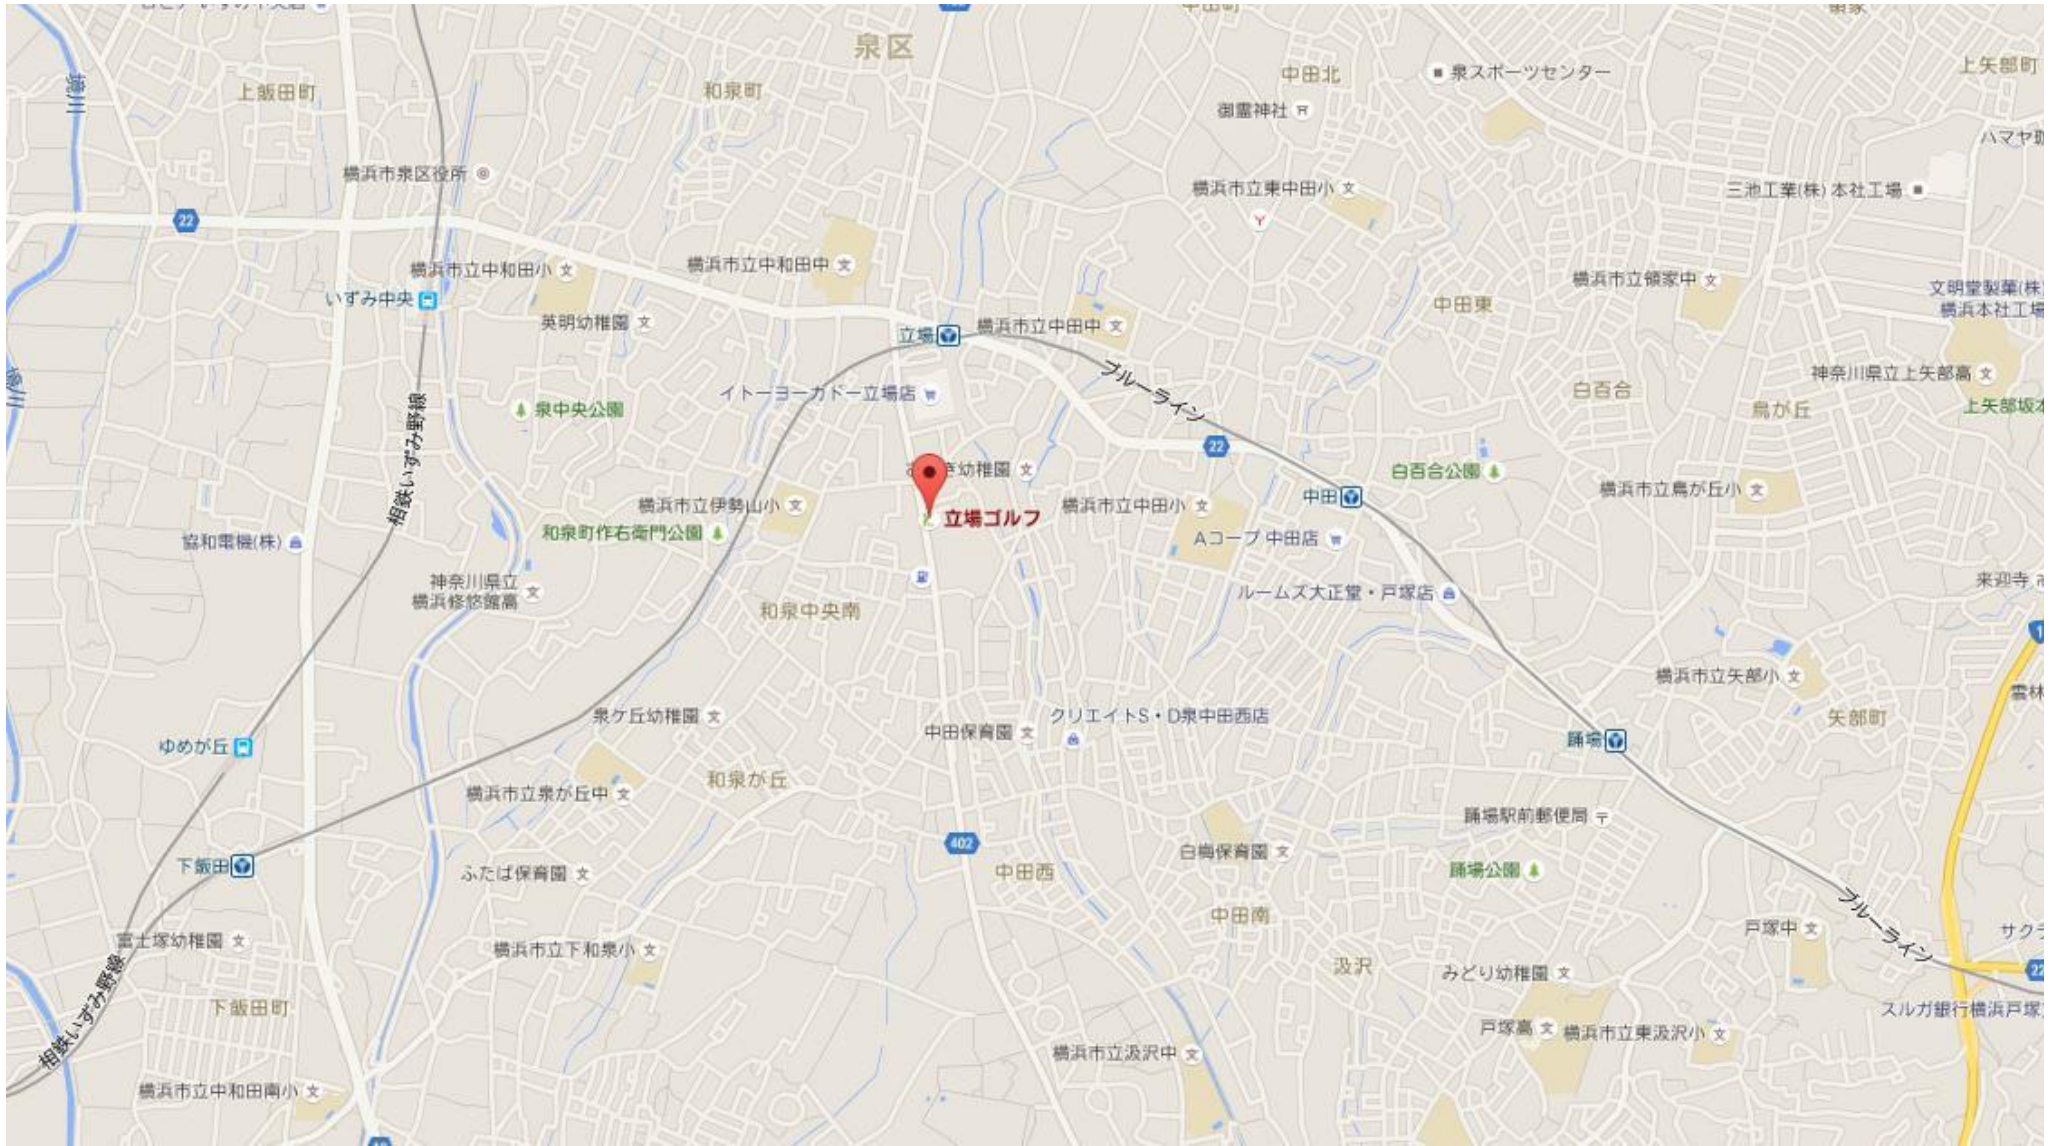 泉区
上飯田町
和泉町
中田北
泉スポーツセンター
上矢部町
境川
御霊神社
横浜市泉区役所
横浜市立東中田小
三池工業(株) 本社工場
22
横浜市立中和田小
横浜市立中和田中
横浜市立領家中
文明堂製菓(株
横浜本社工場
いずみ中央
英明幼稚園
中田東
立場
横浜市立中田中
ブルーライン
神奈川県立上矢部高
イトーヨーカドー立場店
白百合
鳥が丘
泉中央公園
上矢部坂本
相鉄いずみ野線
22
幼稚園
白百合公園
横浜市立伊勢山小
横浜市立中田小
中田
横浜市立鳥が丘小
立場ゴルフ
和泉町作右衛門公園
Aコープ 中田店
協和電機(株)
神奈川県立
横浜修悠館高
来迎寺
ルームズ大正堂・戸塚店
和泉中央南
横浜市立矢部小
矢部町
泉ケ丘幼稚園
中田保育園
クリエイトS・D泉中田西店
ゆめが丘
踊場
和泉が丘
横浜市立泉が丘中
踊場駅前郵便局
402
白梅保育園
下飯田
ふたば保育園
中田西
踊場公園
中田南
ブルーライン
富士塚幼稚園
横浜市立下和泉小
戸塚中
汲沢
みどり幼稚園
22
相鉄いずみ野線
下飯田町
スルガ銀行横浜戸塚
戸塚高
横浜市立東汲沢小
横浜市立汲沢中
横浜市立中和田南小